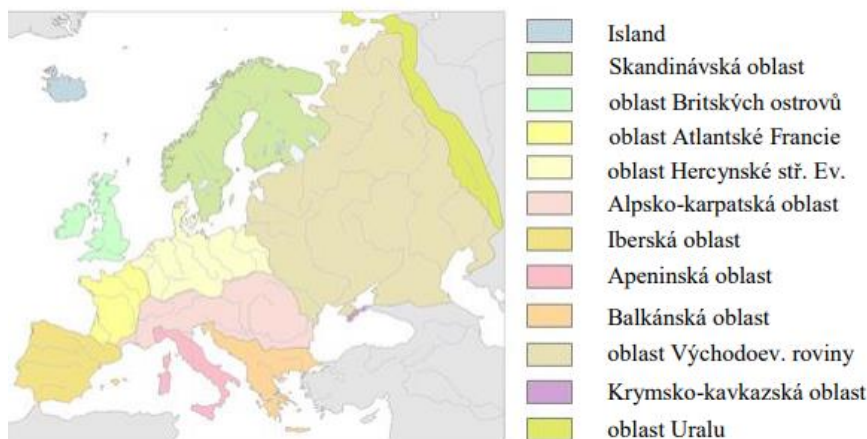 Island
Skandinávská oblast
oblast Britských ostrovů
oblast Atlantské Francie
oblast Hercynské stř. Ev.
Alpsko-karpatská oblast
Iberská oblast
Apeninská oblast
Balkánská oblast
oblast Východoev. roviny
Krymsko-kavkazská oblast
oblast Uralu